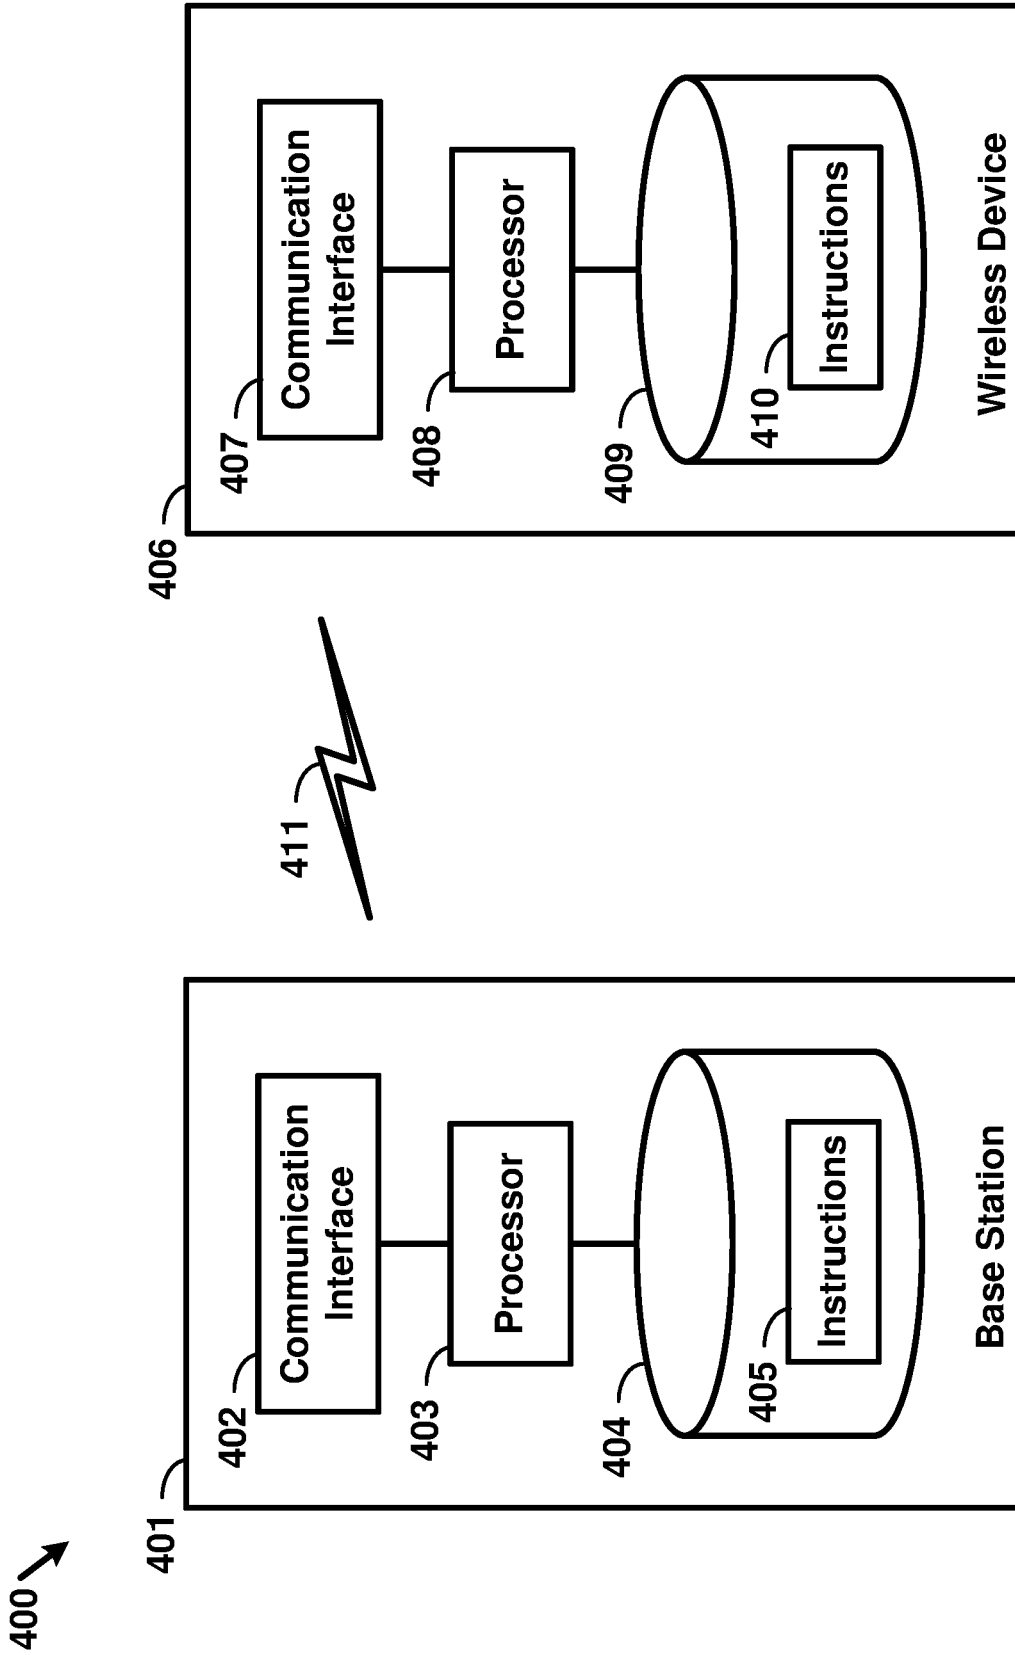 400
401
402
Communication
Interface
403
Processor
404
405
Instructions
Base Station
411
406
407
Communication
Interface
408
Processor
409
410
Instructions
Wireless Device